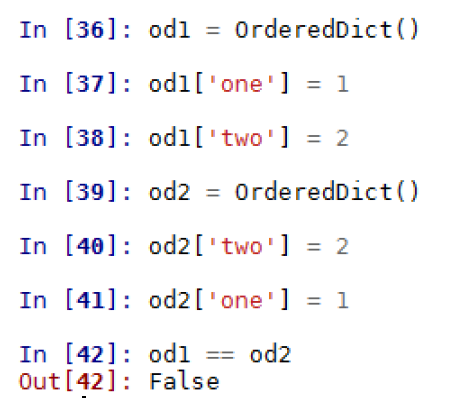 In [36]: od1 = OrderedDict()
In [37]: od1['one'] = 1
In [38]: od1['two'] = 2
In [39]: od2 = OrderedDict()
In [40]: od2['two'] = 2
In [41]: od2['one'] = 1
In [42]: od1 == od2
Out[42]: False